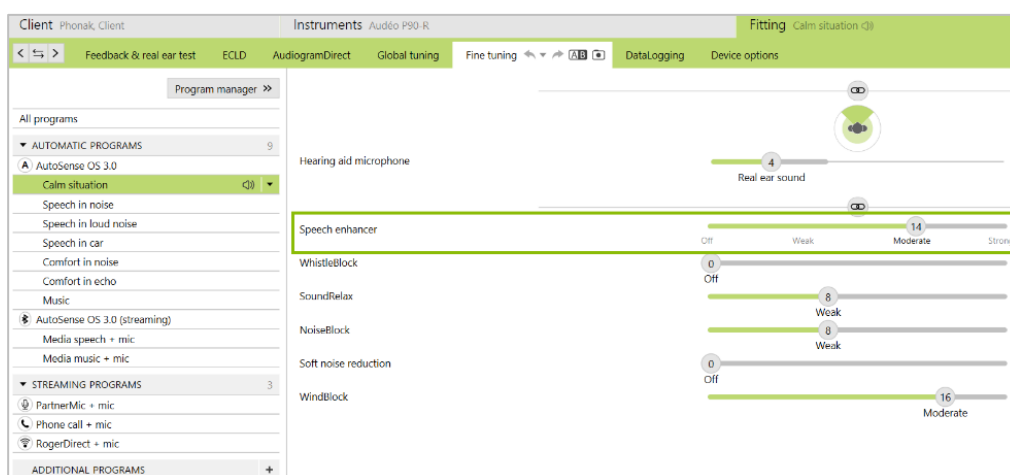 Client Phonak, Client
Instruments Audéo P90-R
Fitting Calm situation
Feedback & real ear test
ECLD
AudiogramDirect
Global tuning
Fine tuning
AB
DataLogging
Device options
Program manager >>
All programs
AUTOMATIC PROGRAMS 9
A AutoSense OS 3.0
Calm situation
Speech in noise
Speech in loud noise
Speech in car
Comfort in noise
Comfort in echo
Music
AutoSense OS 3.0 (streaming)
Media speech + mic
Media music + mic
STREAMING PROGRAMS 3
PartnerMic + mic
Phone call + mic
RogerDirect + mic
ADDITIONAL PROGRAMS +
Hearing aid microphone
4
Real ear sound
Speech enhancer
14
Off Weak Moderate Strong
WhistleBlock
0
Off
SoundRelax
8
Weak
NoiseBlock
8
Weak
Soft noise reduction
0
Off
WindBlock
16
Moderate